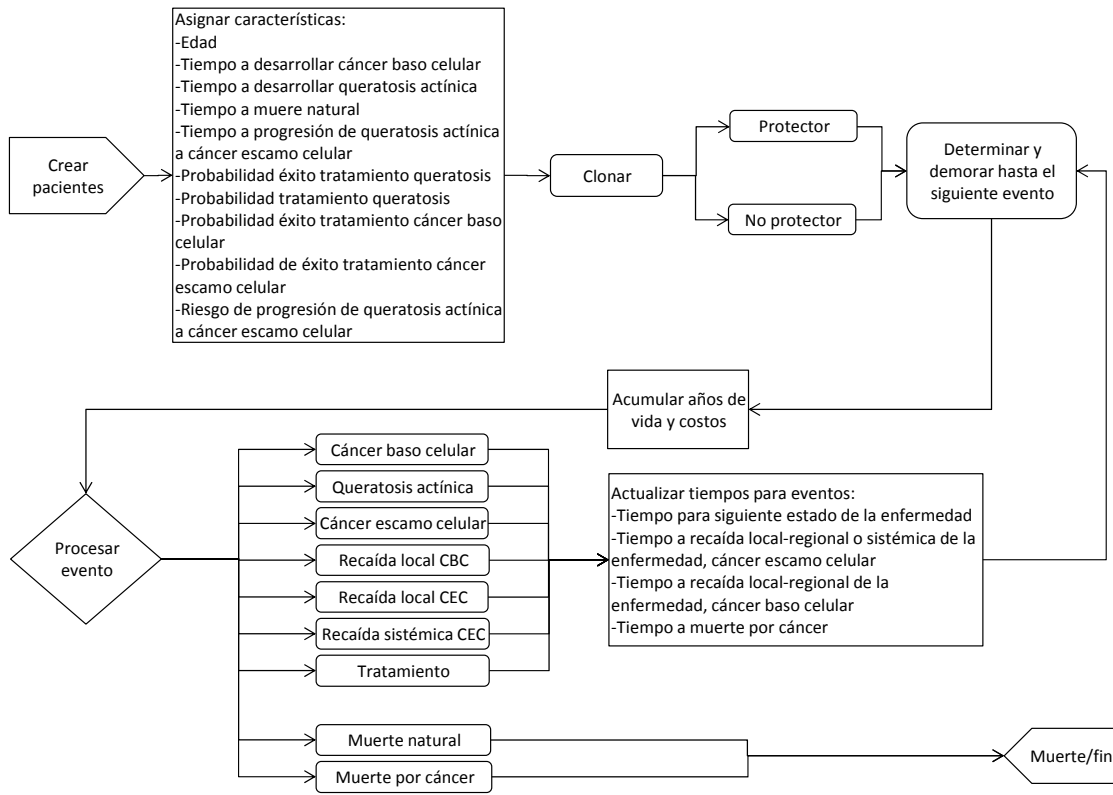 Crear
pacientes
Asignar características:
-Edad
-Tiempo a desarrollar cáncer baso celular
-Tiempo a desarrollar queratosis actínica
-Tiempo a muere natural
-Tiempo a progresión de queratosis actínica
a cáncer escamo celular
-Probabilidad éxito tratamiento queratosis
-Probabilidad tratamiento queratosis
-Probabilidad éxito tratamiento cáncer baso
celular
-Probabilidad de éxito tratamiento cáncer
escamo celular
-Riesgo de progresión de queratosis actínica
a cáncer escamo celular
Clonar
Protector
No protector
Determinar y
demorar hasta el
siguiente evento
Acumular años de
vida y costos
Procesar
evento
Cáncer baso celular
Queratosis actínica
Cáncer escamo celular
Recaída local CBC
Recaída local CEC
Recaída sistémica CEC
Tratamiento
Muerte natural
Muerte por cáncer
Actualizar tiempos para eventos:
-Tiempo para siguiente estado de la enfermedad
-Tiempo a recaída local-regional o sistémica de la
enfermedad, cáncer escamo celular
-Tiempo a recaída local-regional de la
enfermedad, cáncer baso celular
-Tiempo a muerte por cáncer
Muerte/fin